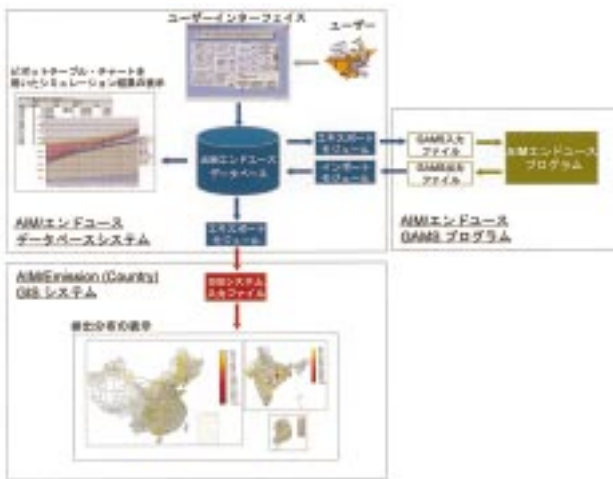 ユーザーインターフェイス
ユーザー
ピボットテーブル・チャートを
用いたシミュレーション結果の表示
AIMエンドユース
データベース
エキスポート
モジュール
GAMS入力
ファイル
AIMエンドユース
プログラム
インポート
モジュール
GAMS出力
ファイル
エキスポート
モジュール
AIM/エンドユース
データベースシステム
AIM/エンドユース
GAMS プログラム
AIM/Emission (Country)
GIS システム
GISシステム
入力ファイル
排出分布の表示